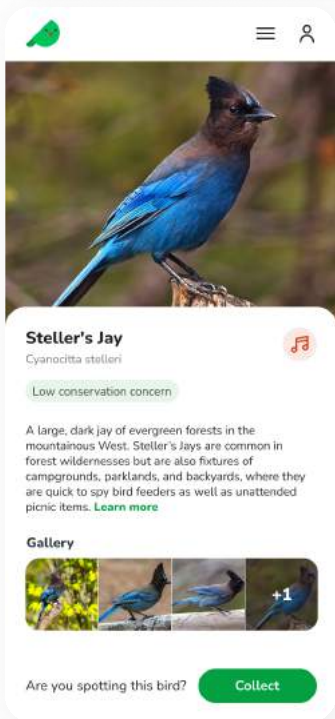 Steller's Jay
Cyanocitta stelleri
Low conservation concern
A large, dark jay of evergreen forests in the
mountainous West. Steller's Jays are common in
forest wildernesses but are also fixtures of
campgrounds, parklands, and backyards, where they
are quick to spy bird feeders as well as unattended
picnic items. Learn more
Gallery
+1
Are you spotting this bird? Collect